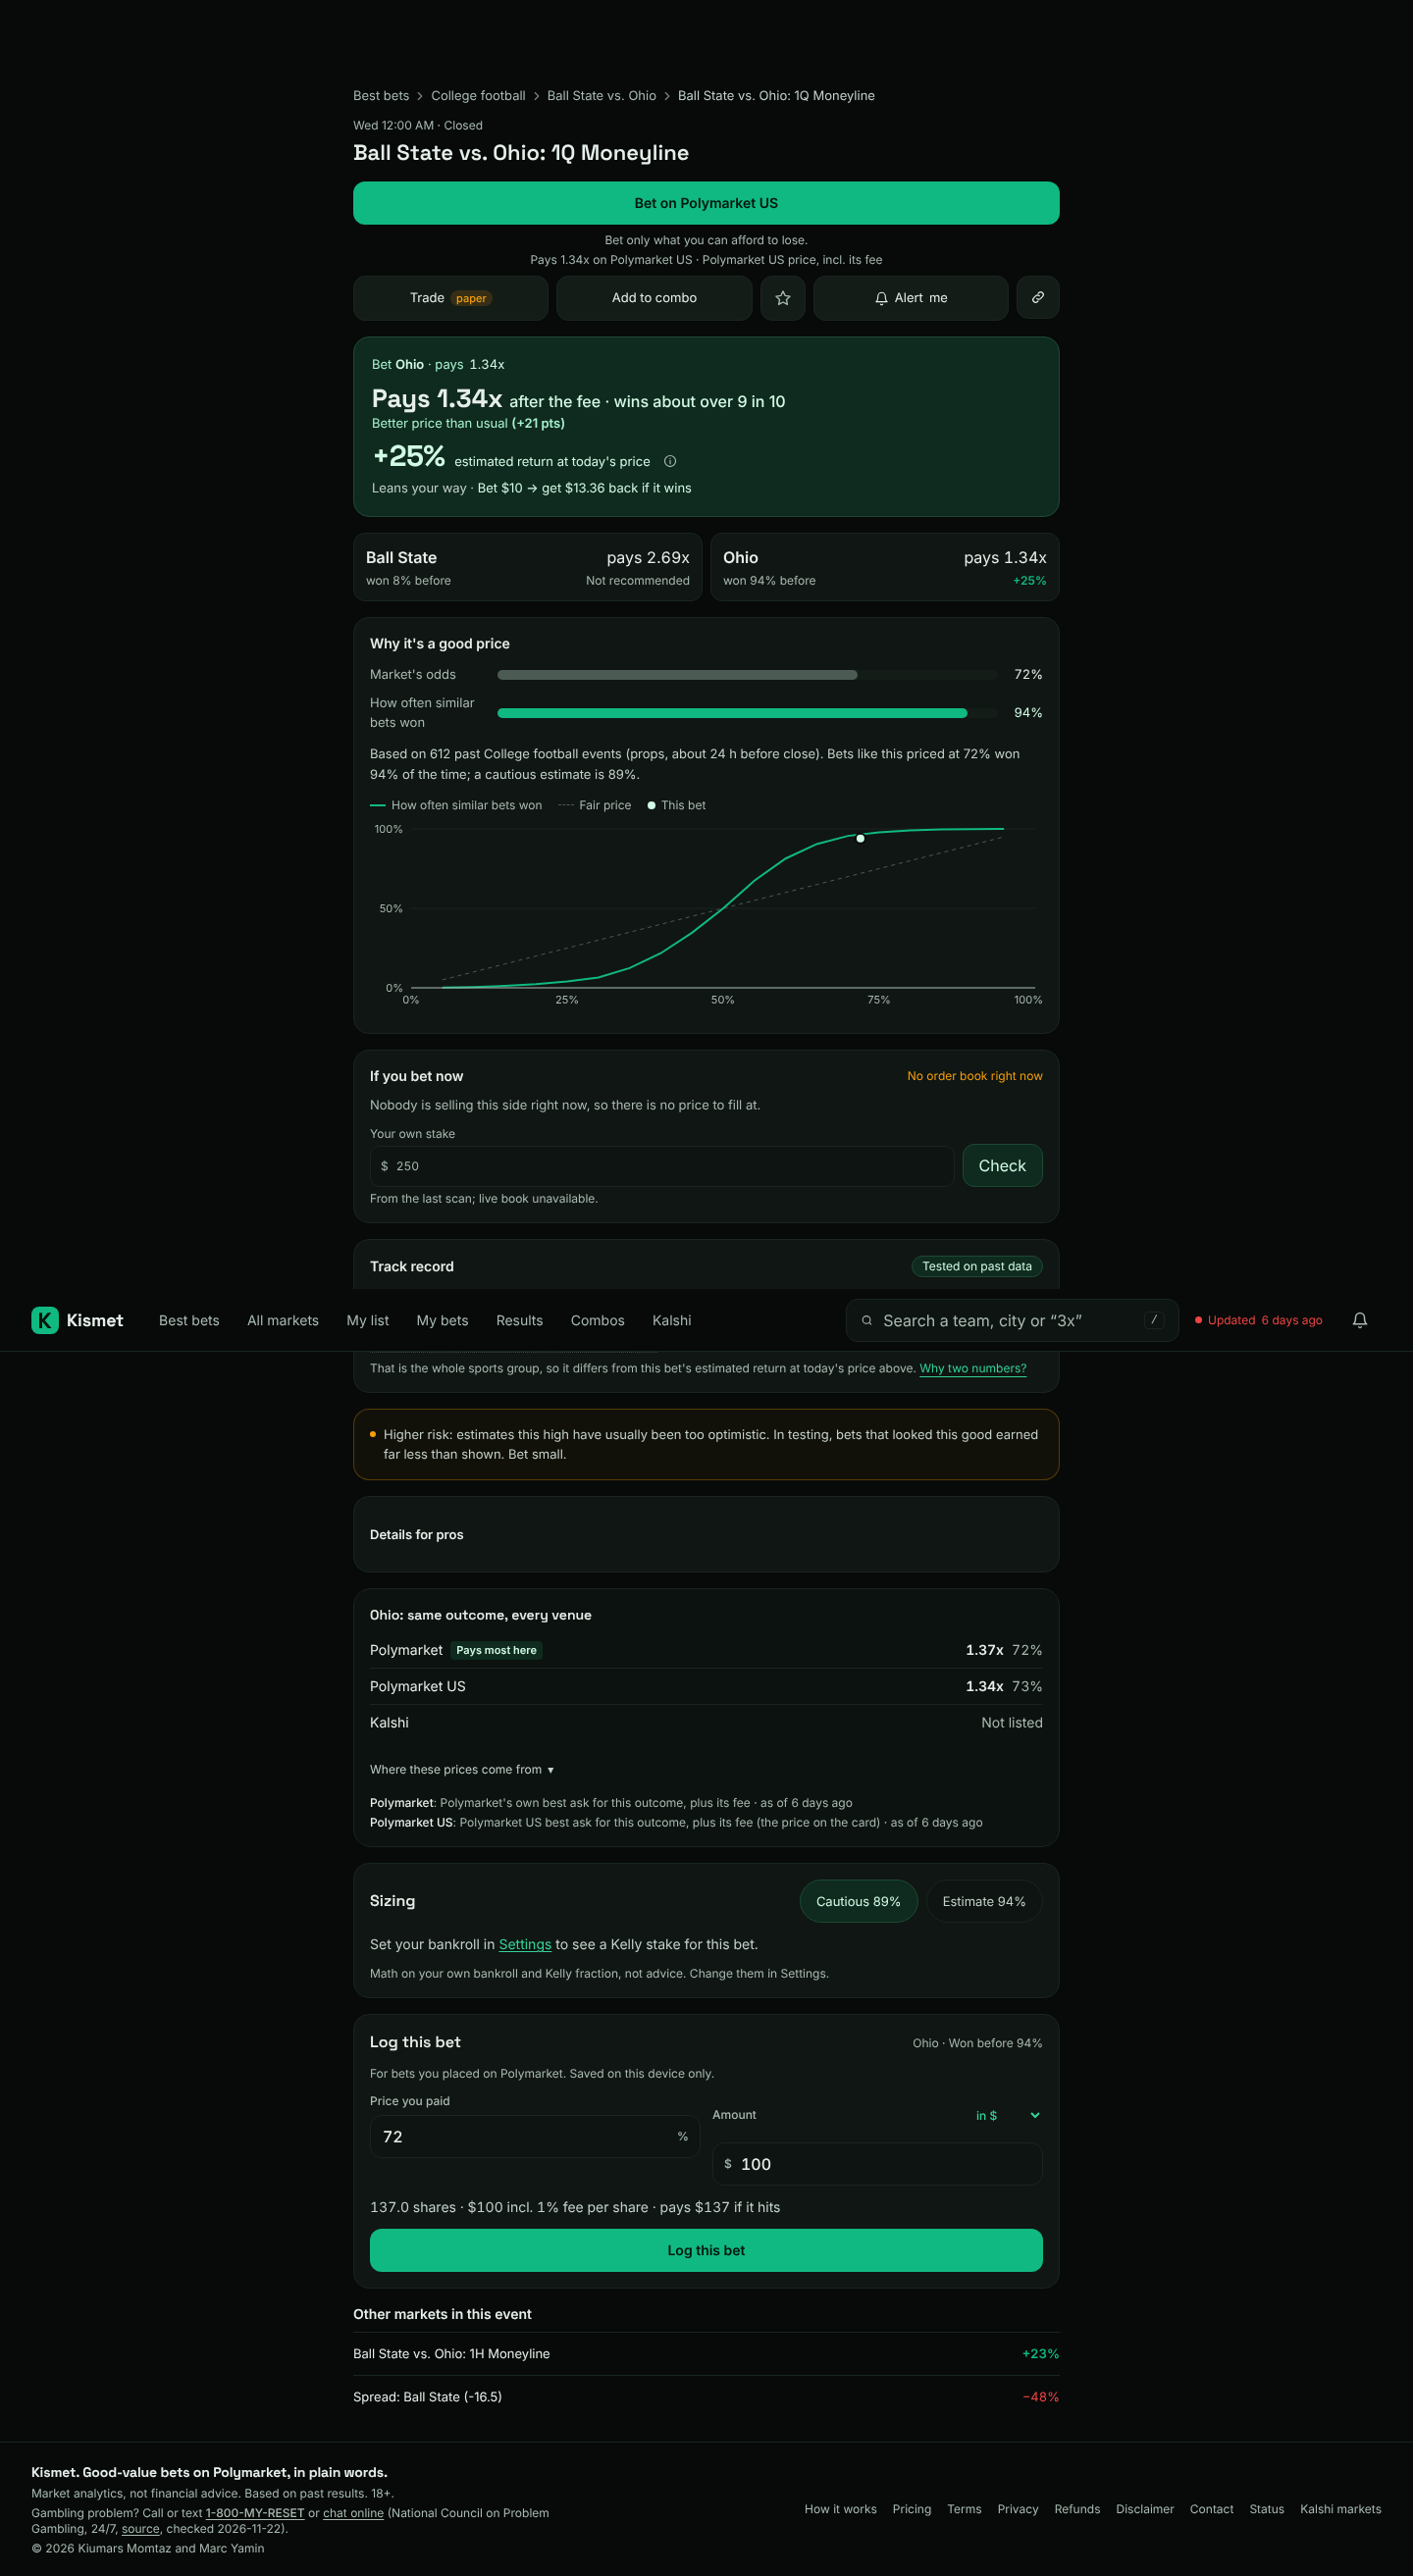 Best bets > College football > Ball State vs. Ohio > Ball State vs. Ohio: 1Q Moneyline
Wed 12:00 AM · Closed
Ball State vs. Ohio: 1Q Moneyline
Bet on Polymarket US
Bet only what you can afford to lose.
Pays 1.34x on Polymarket US · Polymarket US price, incl. its fee
Trade paper
Add to combo
Alert me
Bet Ohio · pays 1.34x
Pays 1.34x after the fee · wins about over 9 in 10
Better price than usual (+21 pts)
+25% estimated return at today's price
Leans your way · Bet $10 → get $13.36 back if it wins
Ball State pays 2.69x
won 8% before Not recommended
Ohio pays 1.34x
won 94% before +25%
Why it's a good price
Market's odds 72%
How often similar
bets won 94%
Based on 612 past College football events (props, about 24 h before close). Bets like this priced at 72% won
94% of the time; a cautious estimate is 89%.
How often similar bets won Fair price This bet
100%
50%
0%
0% 25% 50% 75% 100%
If you bet now No order book right now
Nobody is selling this side right now, so there is no price to fill at.
Your own stake
$ 250 Check
From the last scan; live book unavailable.
Track record Tested on past data
K Kismet Best bets All markets My list My bets Results Combos Kalshi Search a team, city or “3x” / Updated 6 days ago
That is the whole sports group, so it differs from this bet's estimated return at today's price above. Why two numbers?
Higher risk: estimates this high have usually been too optimistic. In testing, bets that looked this good earned
far less than shown. Bet small.
Details for pros
Ohio: same outcome, every venue
Polymarket Pays most here 1.37x 72%
Polymarket US 1.34x 73%
Kalshi Not listed
Where these prices come from ▾
Polymarket: Polymarket's own best ask for this outcome, plus its fee · as of 6 days ago
Polymarket US: Polymarket US best ask for this outcome, plus its fee (the price on the card) · as of 6 days ago
Sizing Cautious 89% Estimate 94%
Set your bankroll in Settings to see a Kelly stake for this bet.
Math on your own bankroll and Kelly fraction, not advice. Change them in Settings.
Log this bet Ohio · Won before 94%
For bets you placed on Polymarket. Saved on this device only.
Price you paid
72 %
Amount in $
$ 100
137.0 shares · $100 incl. 1% fee per share · pays $137 if it hits
Log this bet
Other markets in this event
Ball State vs. Ohio: 1H Moneyline +23%
Spread: Ball State (-16.5) −48%
Kismet. Good-value bets on Polymarket, in plain words.
Market analytics, not financial advice. Based on past results. 18+.
Gambling problem? Call or text 1-800-MY-RESET or chat online (National Council on Problem
Gambling, 24/7, source, checked 2026-11-22).
© 2026 Kiumars Momtaz and Marc Yamin
How it works Pricing Terms Privacy Refunds Disclaimer Contact Status Kalshi markets